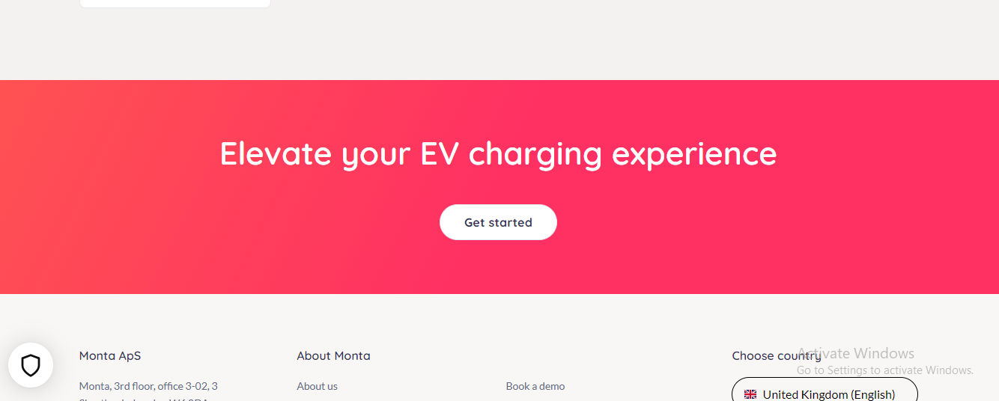 Elevate your EV charging experience
Get started
Monta ApS
About Monta
Choose country
Activate Windows
Go to Settings to activate Windows.
Monta, 3rd floor, office 3-02, 3
About us
Book a demo
United Kingdom (English)